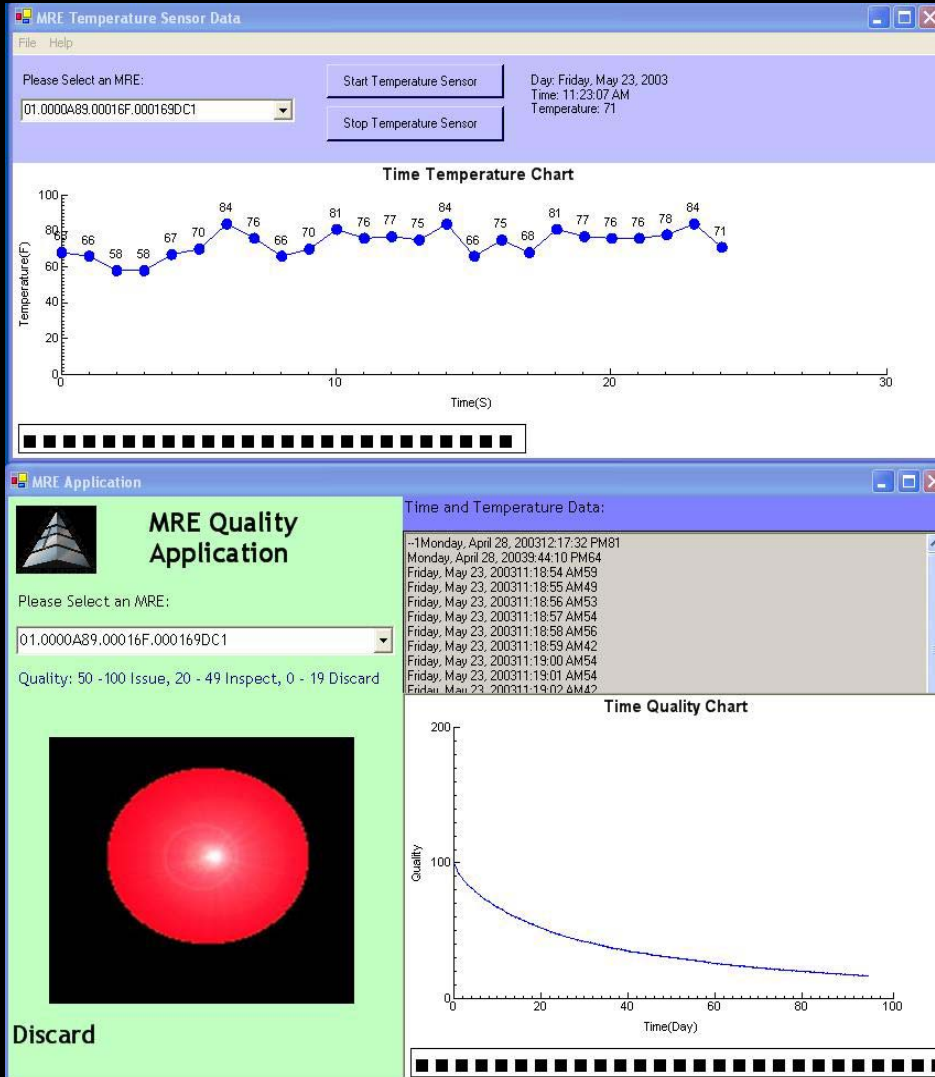 MRE Temperature Sensor Data
File Help
Please Select an MRE:
01.0000A89.00016F.000169DC1
Start Temperature Sensor
Stop Temperature Sensor
Day: Friday, May 23, 2003
Time: 11:23:07 AM
Temperature: 71
Time Temperature Chart
Temperature(F)
100
80
60
40
20
0
66 58 58 67 70 84 76 66 70 81 76 77 75 84 66 75 68 81 77 76 76 78 84 71
0 10 20 30
Time(S)
MRE Application
MRE Quality
Application
Please Select an MRE:
01.0000A89.00016F.000169DC1
Quality: 50 -100 Issue, 20 - 49 Inspect, 0 - 19 Discard
Discard
Time and Temperature Data:
--1Monday, April 28, 200312:17:32 PM81
Monday, April 28, 20039:44:10 PM64
Friday, May 23, 200311:18:54 AM59
Friday, May 23, 200311:18:55 AM49
Friday, May 23, 200311:18:56 AM53
Friday, May 23, 200311:18:57 AM54
Friday, May 23, 200311:18:58 AM56
Friday, May 23, 200311:18:59 AM42
Friday, May 23, 200311:19:00 AM54
Friday, May 23, 200311:19:01 AM54
Friday, May 23, 200311:19:02 AM42
Time Quality Chart
Quality
200
100
0
0 20 40 60 80 100
Time(Day)